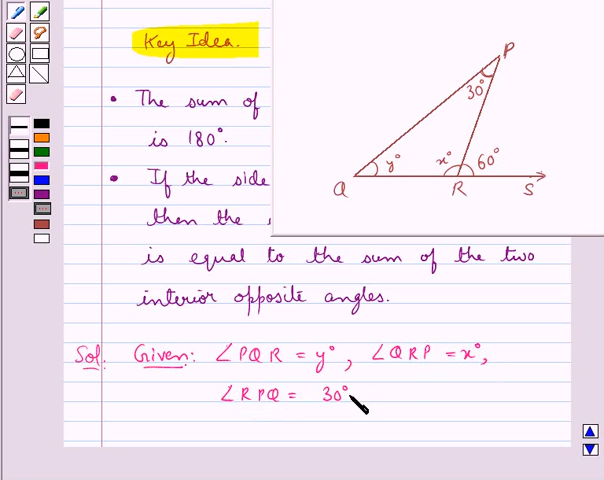 Key Idea.
• The sum of
is 180°.
• If the side
then the
is equal to the sum of the two
interior opposite angles.
P
30°
y°
x°
60°
Q
R
S
Sol. Given: ∠PQR = y°, ∠QRP = x°,
∠RPQ = 30°